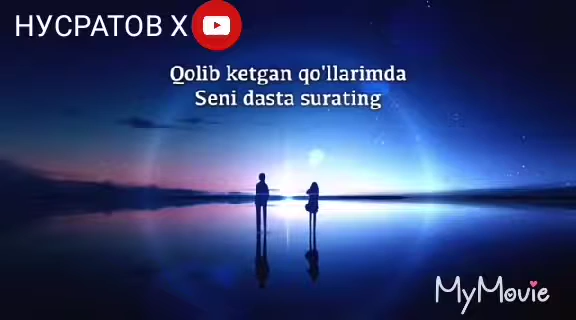 НУСРАТОВ Х
Qolib ketgan qo'llarimda
Seni dasta surating
MyMovie